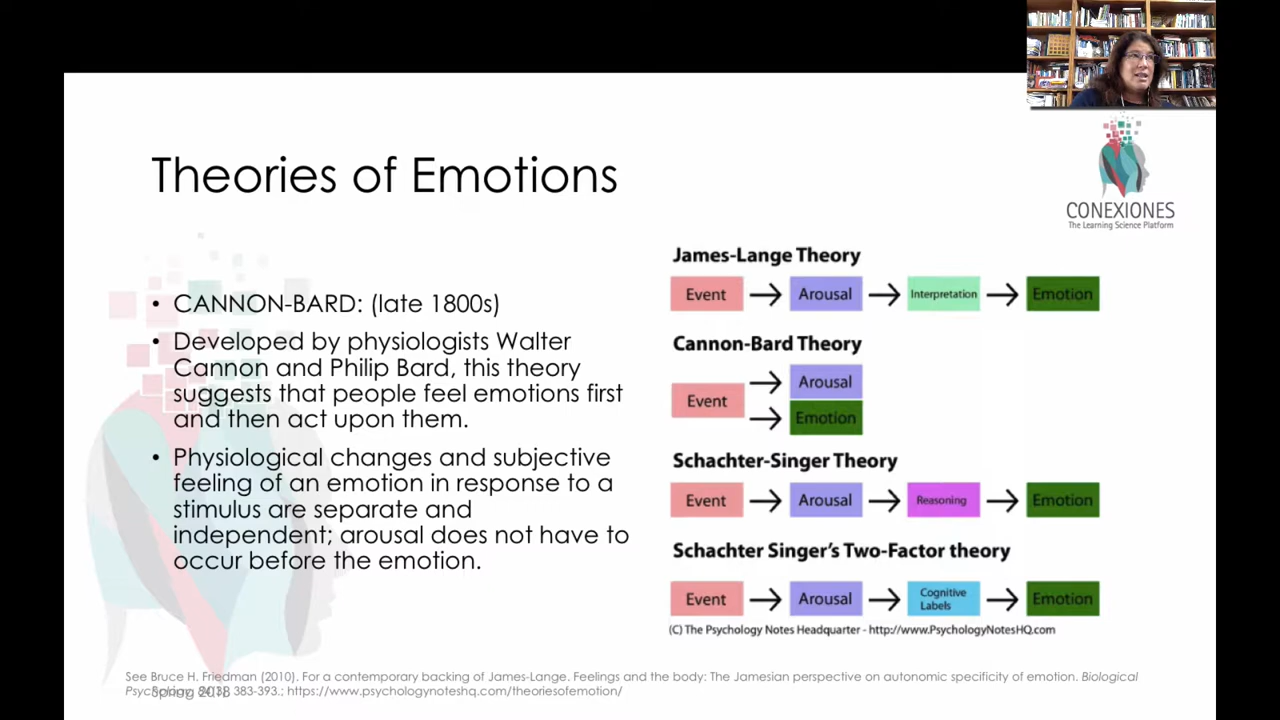 Theories of Emotions
CONEXIONES
The Learning Science Platform
• CANNON-BARD: (late 1800s)
• Developed by physiologists Walter
Cannon and Philip Bard, this theory
suggests that people feel emotions first
and then act upon them.
• Physiological changes and subjective
feeling of an emotion in response to a
stimulus are separate and
independent; arousal does not have to
occur before the emotion.
James-Lange Theory
Event Arousal Interpretation Emotion
Cannon-Bard Theory
Event
Arousal
Emotion
Schachter-Singer Theory
Event Arousal Reasoning Emotion
Schachter Singer's Two-Factor theory
Event Arousal Cognitive Labels Emotion
(C) The Psychology Notes Headquarter - http://www.PsychologyNotesHQ.com
See Bruce H. Friedman (2010). For a contemporary backing of James-Lange. Feelings and the body: The Jamesian perspective on autonomic specificity of emotion. Biological
Psychology, 383-393.; https://www.psychologynoteshq.com/theoriesofemotion/
Spring 2018